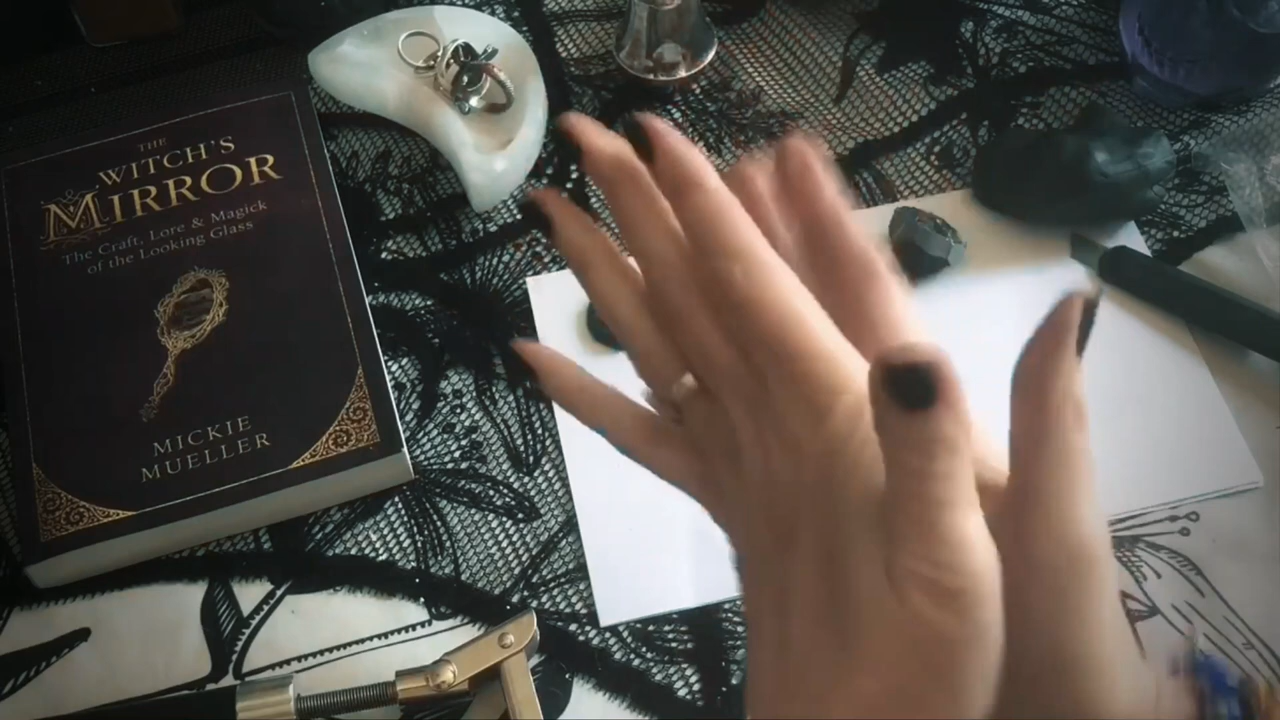 THE
WITCH'S
MIRROR
The Craft, Lore & Magick
of the Looking Glass
MICKIE
MUELLER